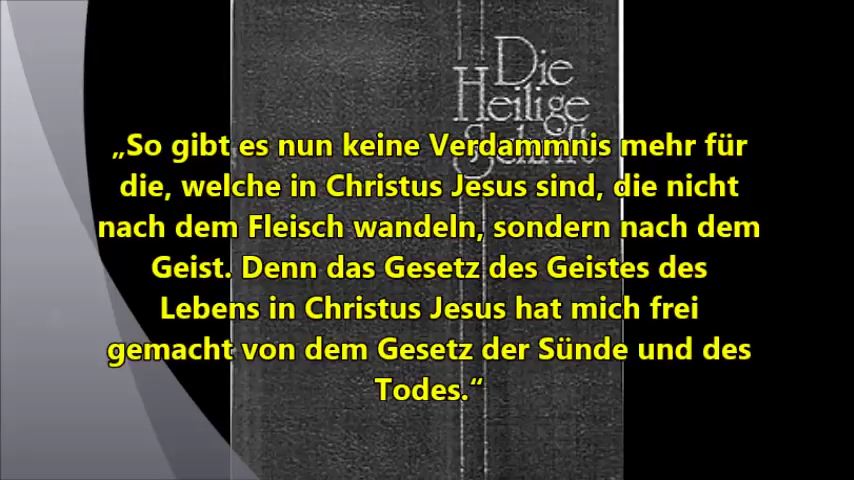 Die
Heilige
Schrift
„So gibt es nun keine Verdammnis mehr für
die, welche in Christus Jesus sind, die nicht
nach dem Fleisch wandeln, sondern nach dem
Geist. Denn das Gesetz des Geistes des
Lebens in Christus Jesus hat mich frei
gemacht von dem Gesetz der Sünde und des
Todes.“